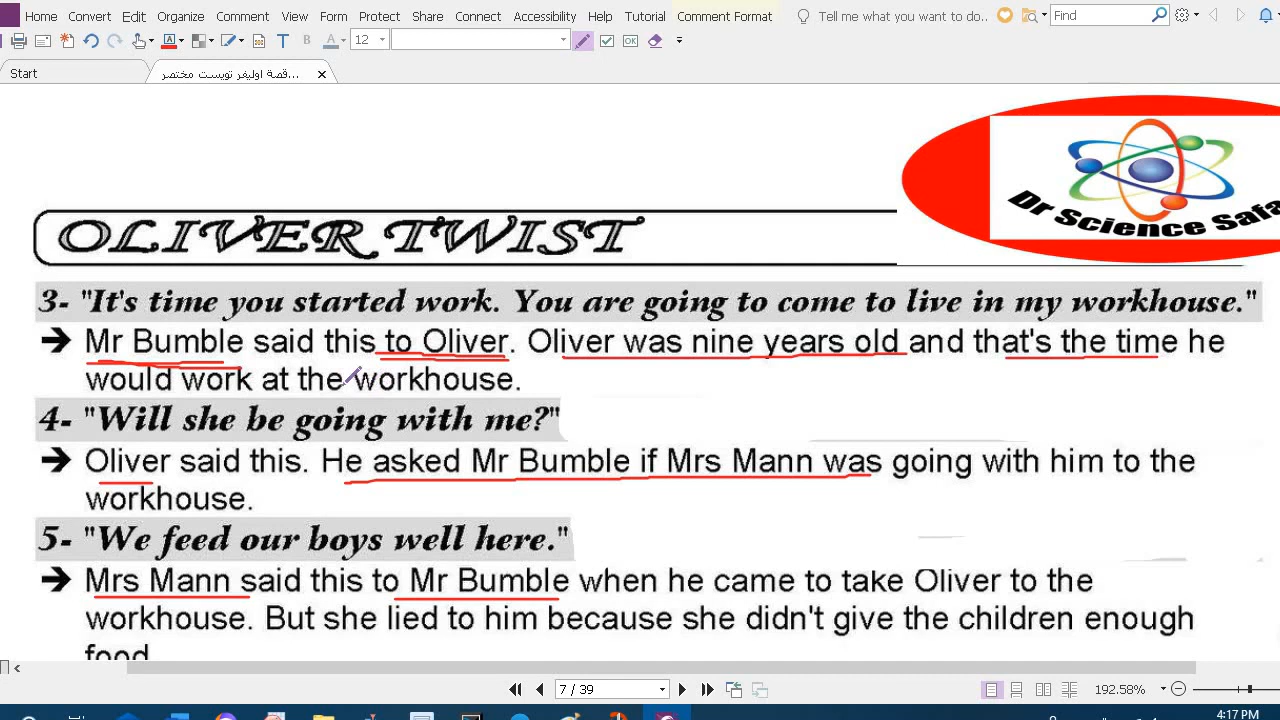 Home Convert Edit Organize Comment View Form Protect Share Connect Accessibility Help Tutorial Comment Format Tell me what you want to do.. Find
12
Start قصة اوليفر تويست مختصر...
Dr Science Safa
OLIVER TWIST
3- "It's time you started work. You are going to come to live in my workhouse."
➔ Mr Bumble said this to Oliver. Oliver was nine years old and that's the time he
would work at the workhouse.
4- "Will she be going with me?"
➔ Oliver said this. He asked Mr Bumble if Mrs Mann was going with him to the
workhouse.
5- "We feed our boys well here."
➔ Mrs Mann said this to Mr Bumble when he came to take Oliver to the
workhouse. But she lied to him because she didn't give the children enough
food
7 / 39 192.58%
4:17 PM